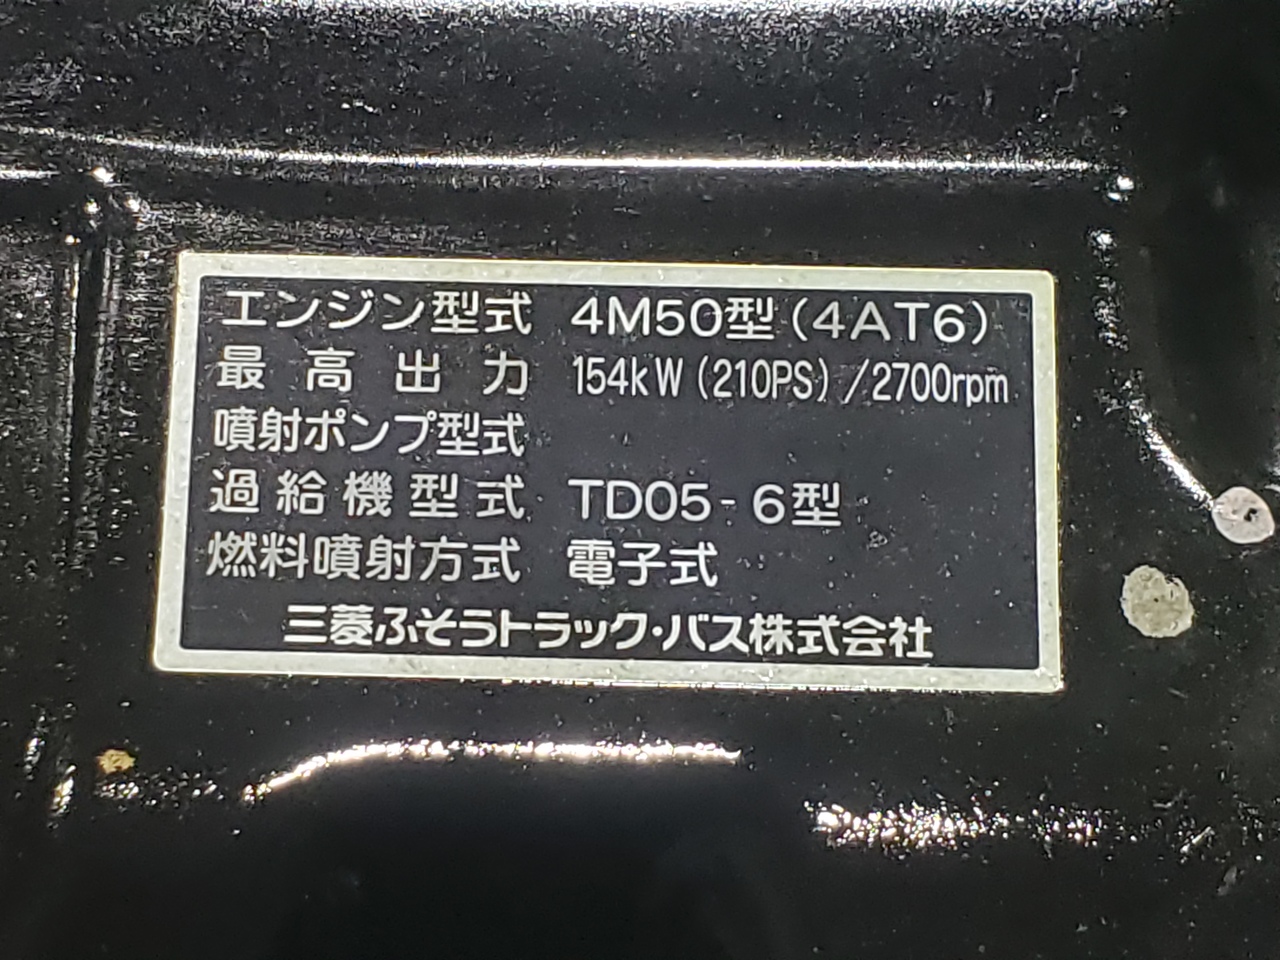 エンジン型式 4M50型(4AT6)
最高出力 154kW(210PS)/2700rpm
噴射ポンプ型式
過給機型式 TD05-6型
燃料噴射方式 電子式
三菱ふそうトラック・バス株式会社